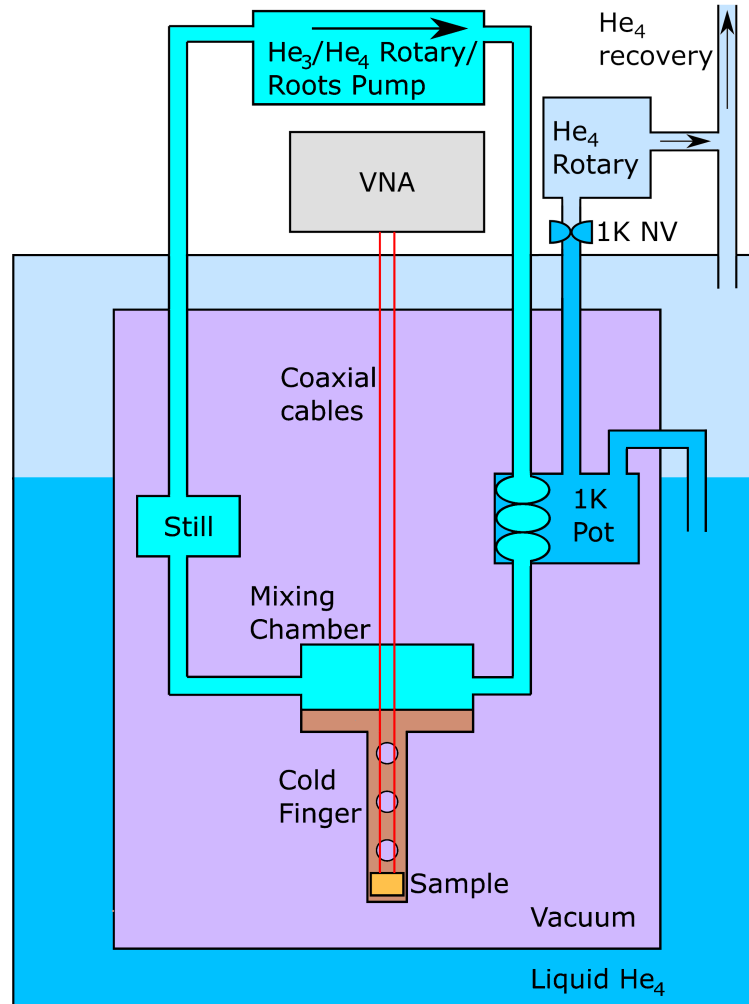 He₃/He₄ Rotary/
Roots Pump
He₄
recovery
He₄
Rotary
VNA
1K NV
Coaxial
cables
Still
1K
Pot
Mixing
Chamber
Cold
Finger
Sample
Vacuum
Liquid He₄